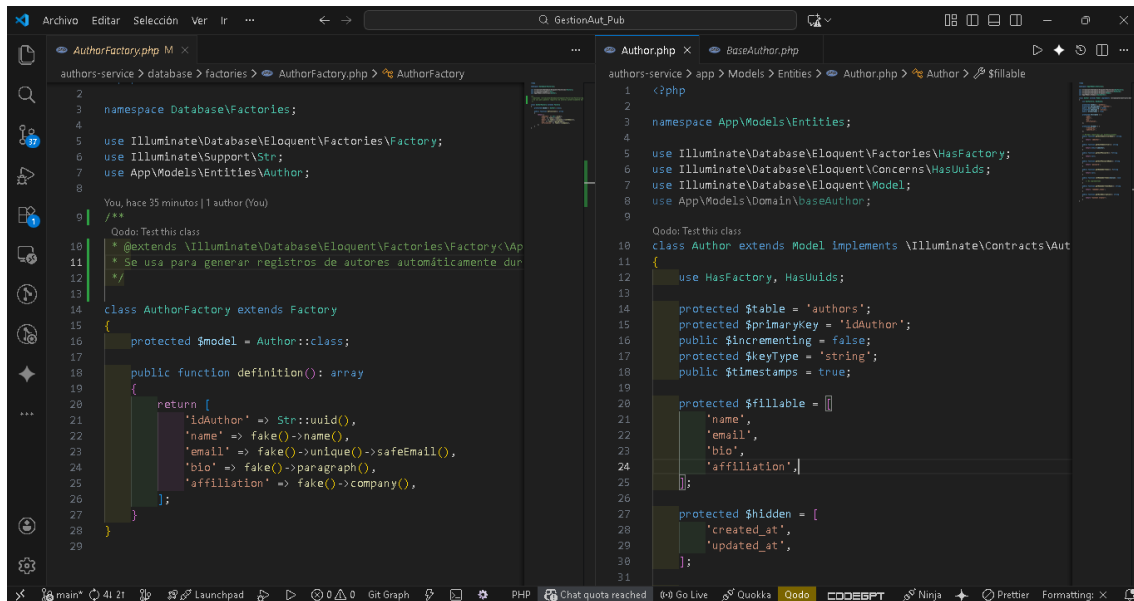 Archivo Editar Selección Ver Ir ··· GestionAut_Pub
AuthorFactory.php M
authors-service > database > factories > AuthorFactory.php > AuthorFactory
2
3 namespace Database\Factories;
4
5 use Illuminate\Database\Eloquent\Factories\Factory;
6 use Illuminate\Support\Str;
7 use App\Models\Entities\Author;
8
You, hace 35 minutos | 1 author (You)
9 /**
Qodo: Test this class
10 * @extends \Illuminate\Database\Eloquent\Factories\Factory<\Ap
11 * Se usa para generar registros de autores automáticamente dur
12 */
13
14 class AuthorFactory extends Factory
15 {
16 protected $model = Author::class;
17
18 public function definition(): array
19 {
20 return [
21 'idAuthor' => Str::uuid(),
22 'name' => fake()->name(),
23 'email' => fake()->unique()->safeEmail(),
24 'bio' => fake()->paragraph(),
25 'affiliation' => fake()->company(),
26 ];
27 }
28 }
29
Author.php BaseAuthor.php
authors-service > app > Models > Entities > Author.php > Author > $fillable
1 <?php
2
3 namespace App\Models\Entities;
4
5 use Illuminate\Database\Eloquent\Factories\HasFactory;
6 use Illuminate\Database\Eloquent\Concerns\HasUuids;
7 use Illuminate\Database\Eloquent\Model;
8 use App\Models\Domain\baseAuthor;
9
Qodo: Test this class
10 class Author extends Model implements \Illuminate\Contracts\Aut
11 {
12 use HasFactory, HasUuids;
13
14 protected $table = 'authors';
15 protected $primaryKey = 'idAuthor';
16 public $incrementing = false;
17 protected $keyType = 'string';
18 public $timestamps = true;
19
20 protected $fillable = [
21 'name',
22 'email',
23 'bio',
24 'affiliation',
25 ];
26
27 protected $hidden = [
28 'created_at',
29 'updated_at',
30 ];
31
37
1
main* 4↓ 2↑ Launchpad 0 0 Git Graph PHP Chat quota reached Go Live Quokka Qodo CODEGPT Ninja Prettier Formatting: ×